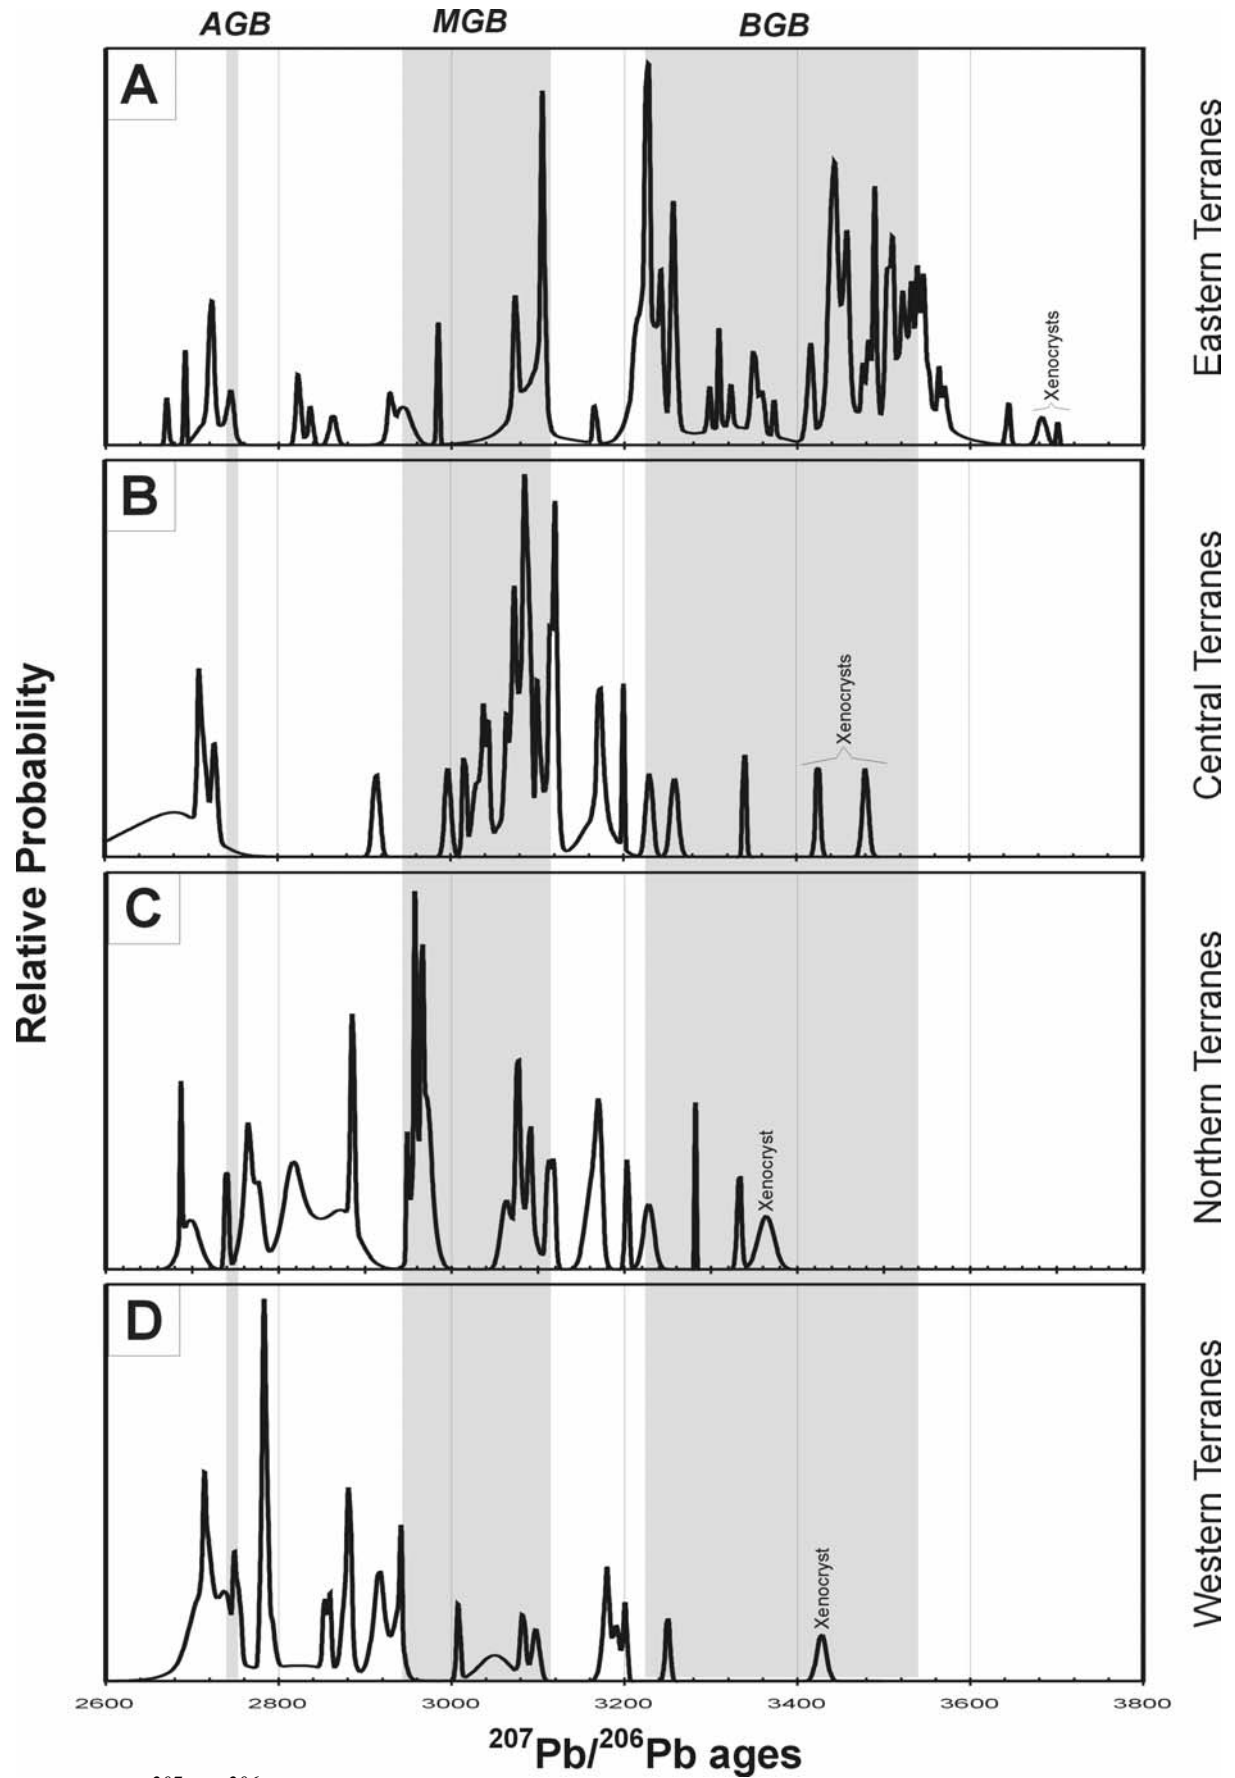 AGB MGB BGB
A
Eastern Terranes
Xenocrysts
B
Central Terranes
Xenocrysts
Relative Probability
C
Northern Terranes
Xenocryst
D
Western Terranes
Xenocryst
2600 2800 3000 3200 3400 3600 3800
²⁰⁷Pb/²⁰⁶Pb ages